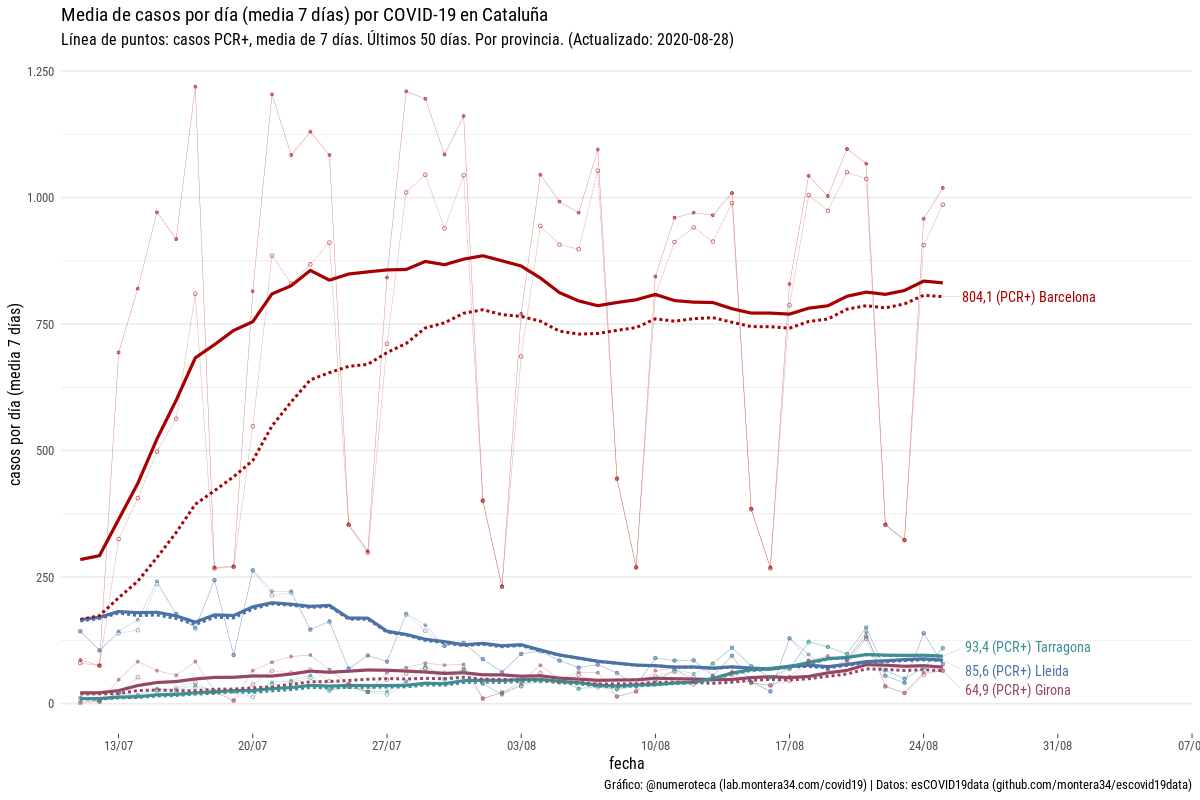 Media de casos por día (media 7 días) por COVID-19 en Cataluña
Línea de puntos: casos PCR+, media de 7 días. Últimos 50 días. Por provincia. (Actualizado: 2020-08-28)
casos por día (media 7 días)
1.250
1.000
750
500
250
0
804,1 (PCR+) Barcelona
93,4 (PCR+) Tarragona
85,6 (PCR+) Lleida
64,9 (PCR+) Girona
13/07
20/07
27/07
03/08
10/08
17/08
24/08
31/08
07/0
fecha
Gráfico: @numeroteca (lab.montera34.com/covid19) | Datos: esCOVID19data (github.com/montera34/escovid19data)